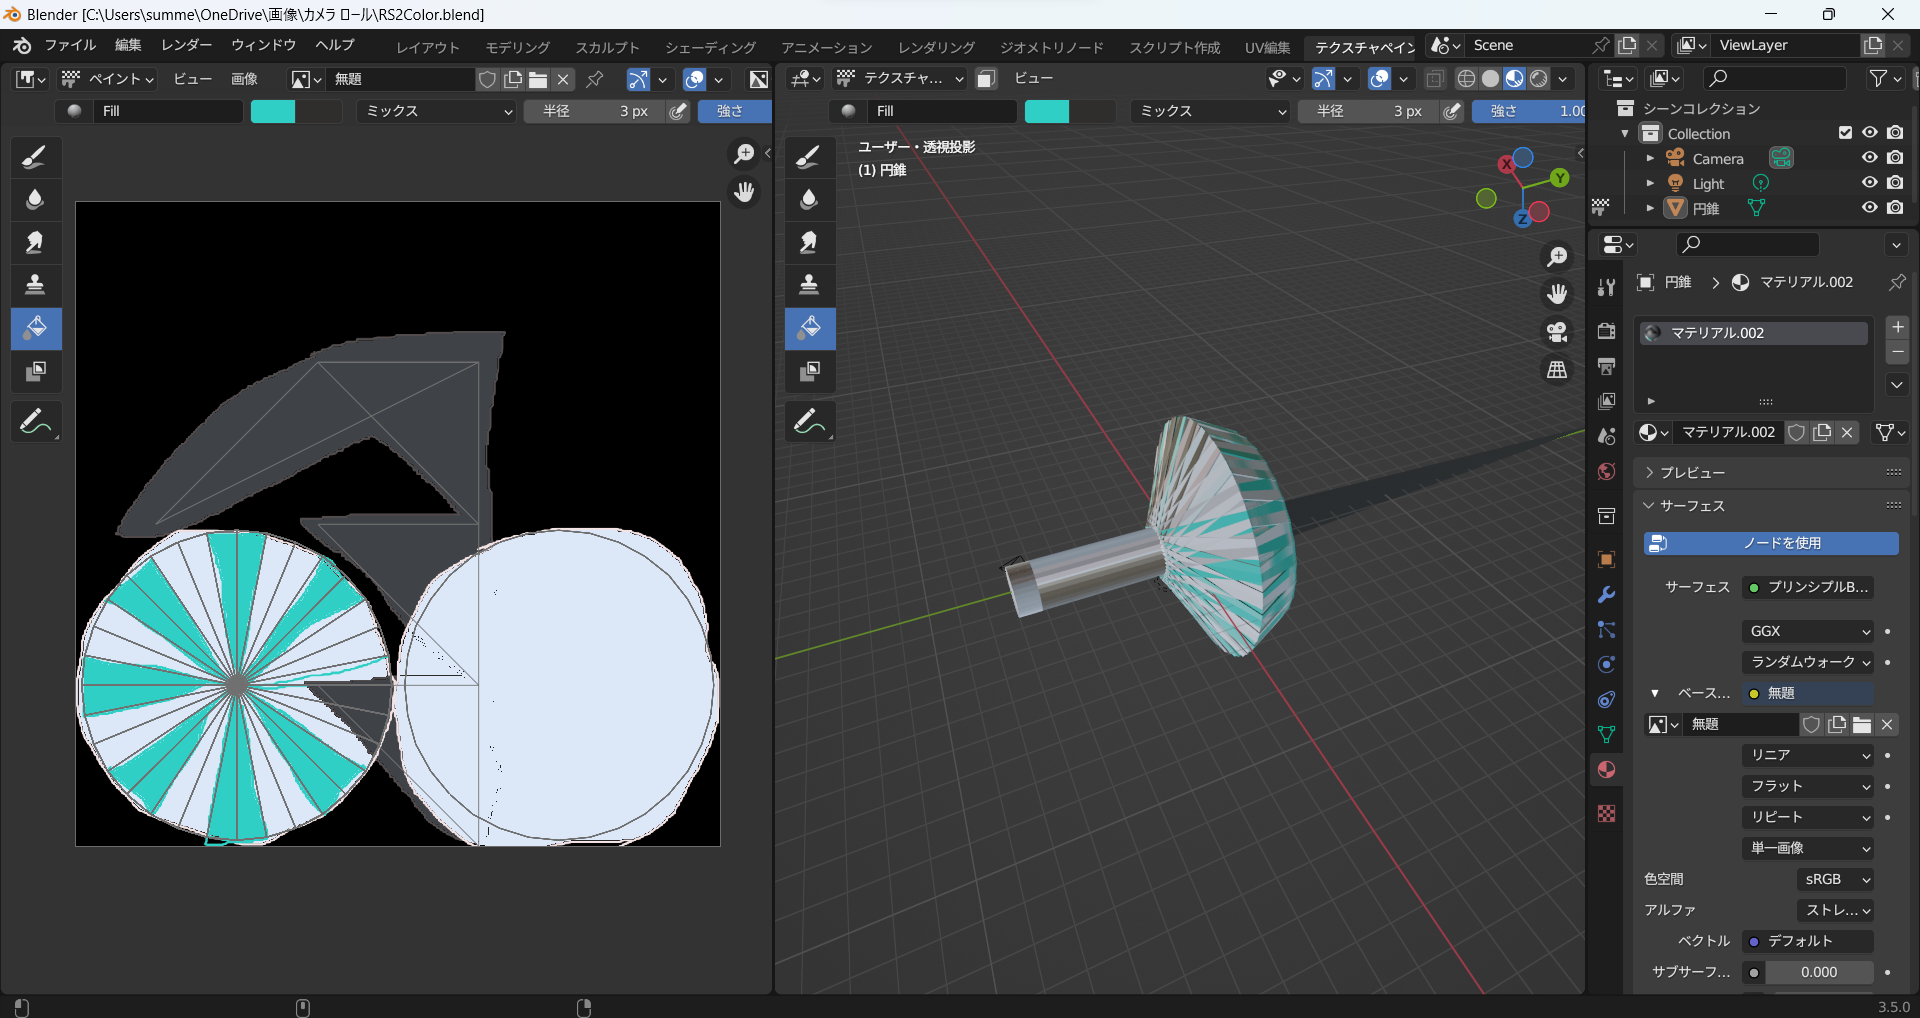 Blender [C:\Users\summe\OneDrive\画像\カメラ ロール\RS2Color.blend]
ファイル 編集 レンダー ウィンドウ ヘルプ レイアウト モデリング スカルプト シェーディング アニメーション レンダリング ジオメトリノード スクリプト作成 UV編集 テクスチャペイン Scene ViewLayer
ペイント ビュー 画像 無題 テクスチャ... ビュー
Fill ミックス 半径 3 px 強さ Fill ミックス 半径 3 px 強さ 1.00
シーンコレクション
Collection
Camera
Light
円錐
ユーザー・透視投影
(1) 円錐
X
Y
Z
円錐 マテリアル.002
マテリアル.002
マテリアル.002
プレビュー
サーフェス
ノードを使用
サーフェス プリンシプルB...
GGX
ランダムウォーク
ベース... 無題
無題
リニア
フラット
リピート
単一画像
色空間 sRGB
アルファ ストレ...
ベクトル デフォルト
サブサーフ... 0.000
3.5.0